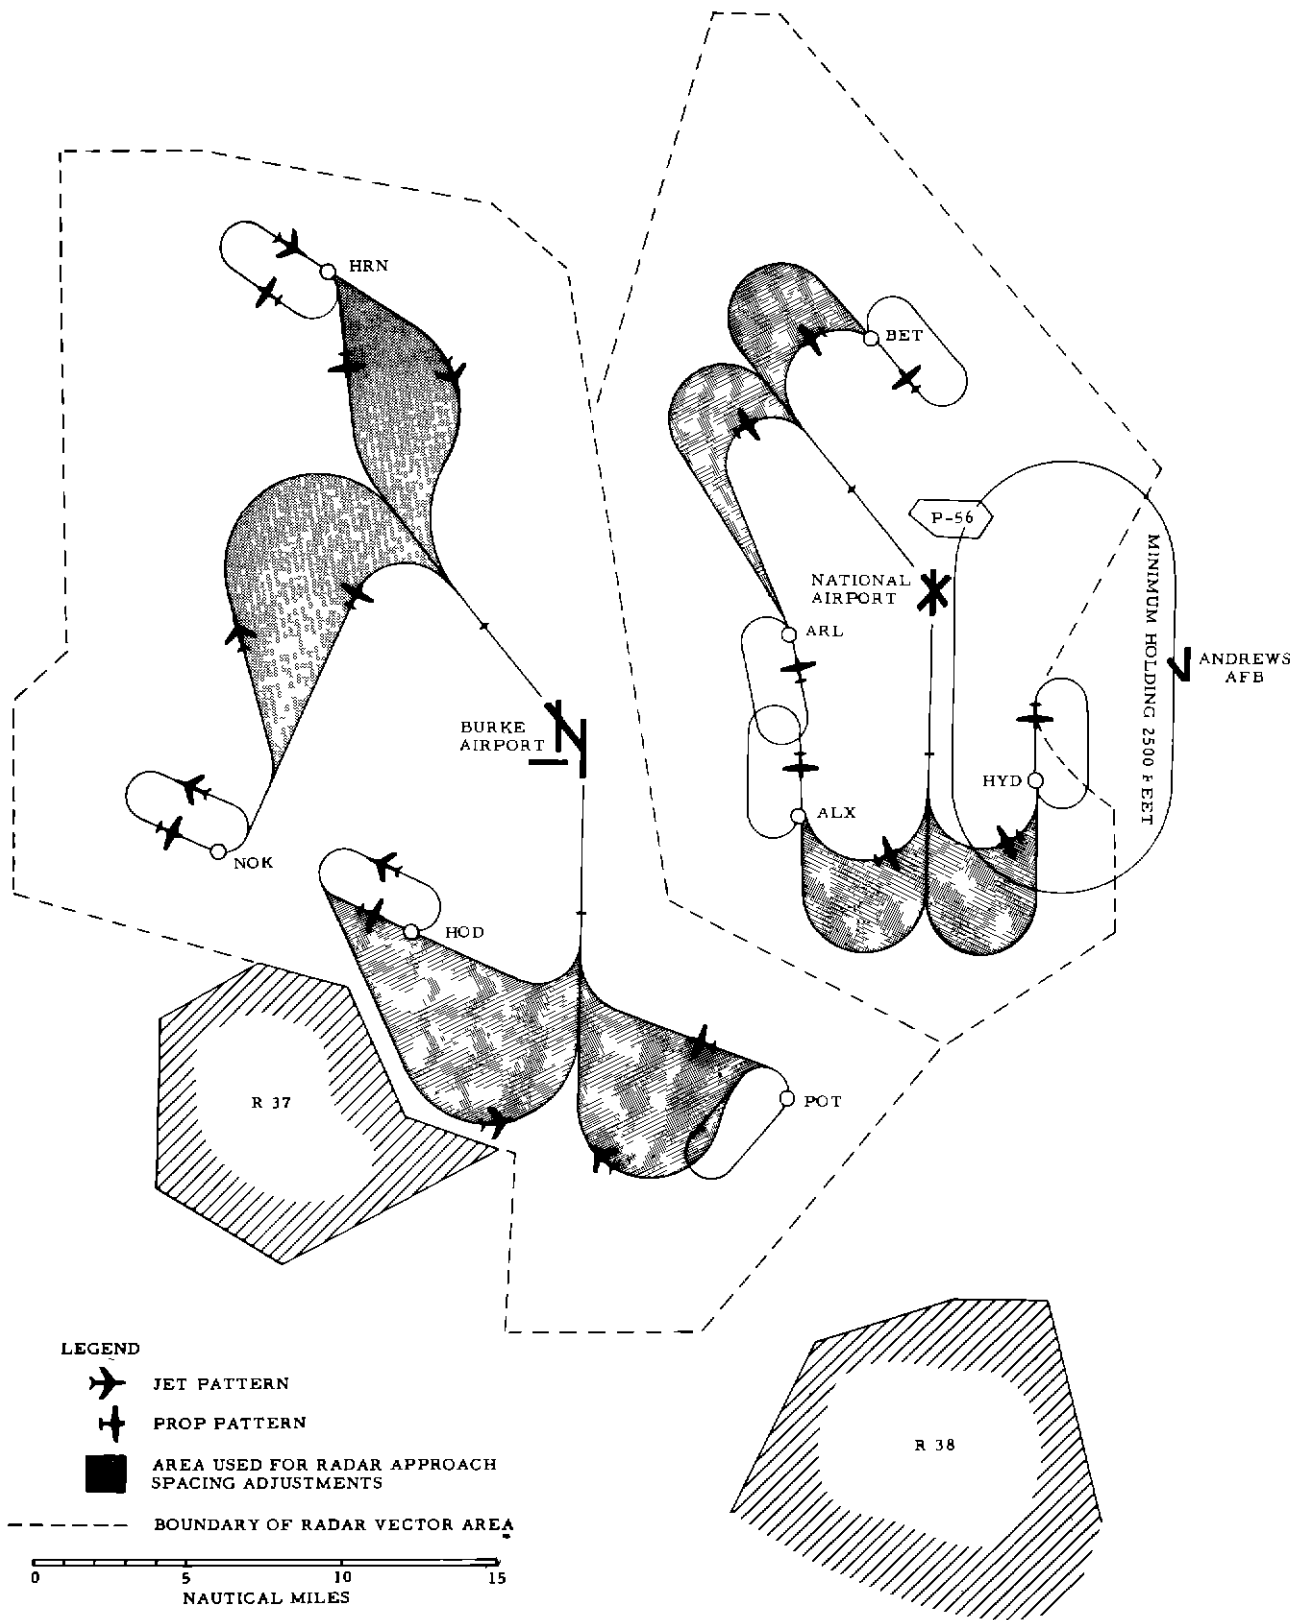 HRN
BET
P-56
NATIONAL
AIRPORT
MINIMUM HOLDING 2500 FEET
ARL
ANDREWS
AFB
BURKE
AIRPORT
HYD
ALX
NOK
HOD
R 37
POT
LEGEND
JET PATTERN
PROP PATTERN
AREA USED FOR RADAR APPROACH
SPACING ADJUSTMENTS
BOUNDARY OF RADAR VECTOR AREA
0 5 10 15
NAUTICAL MILES
R 38